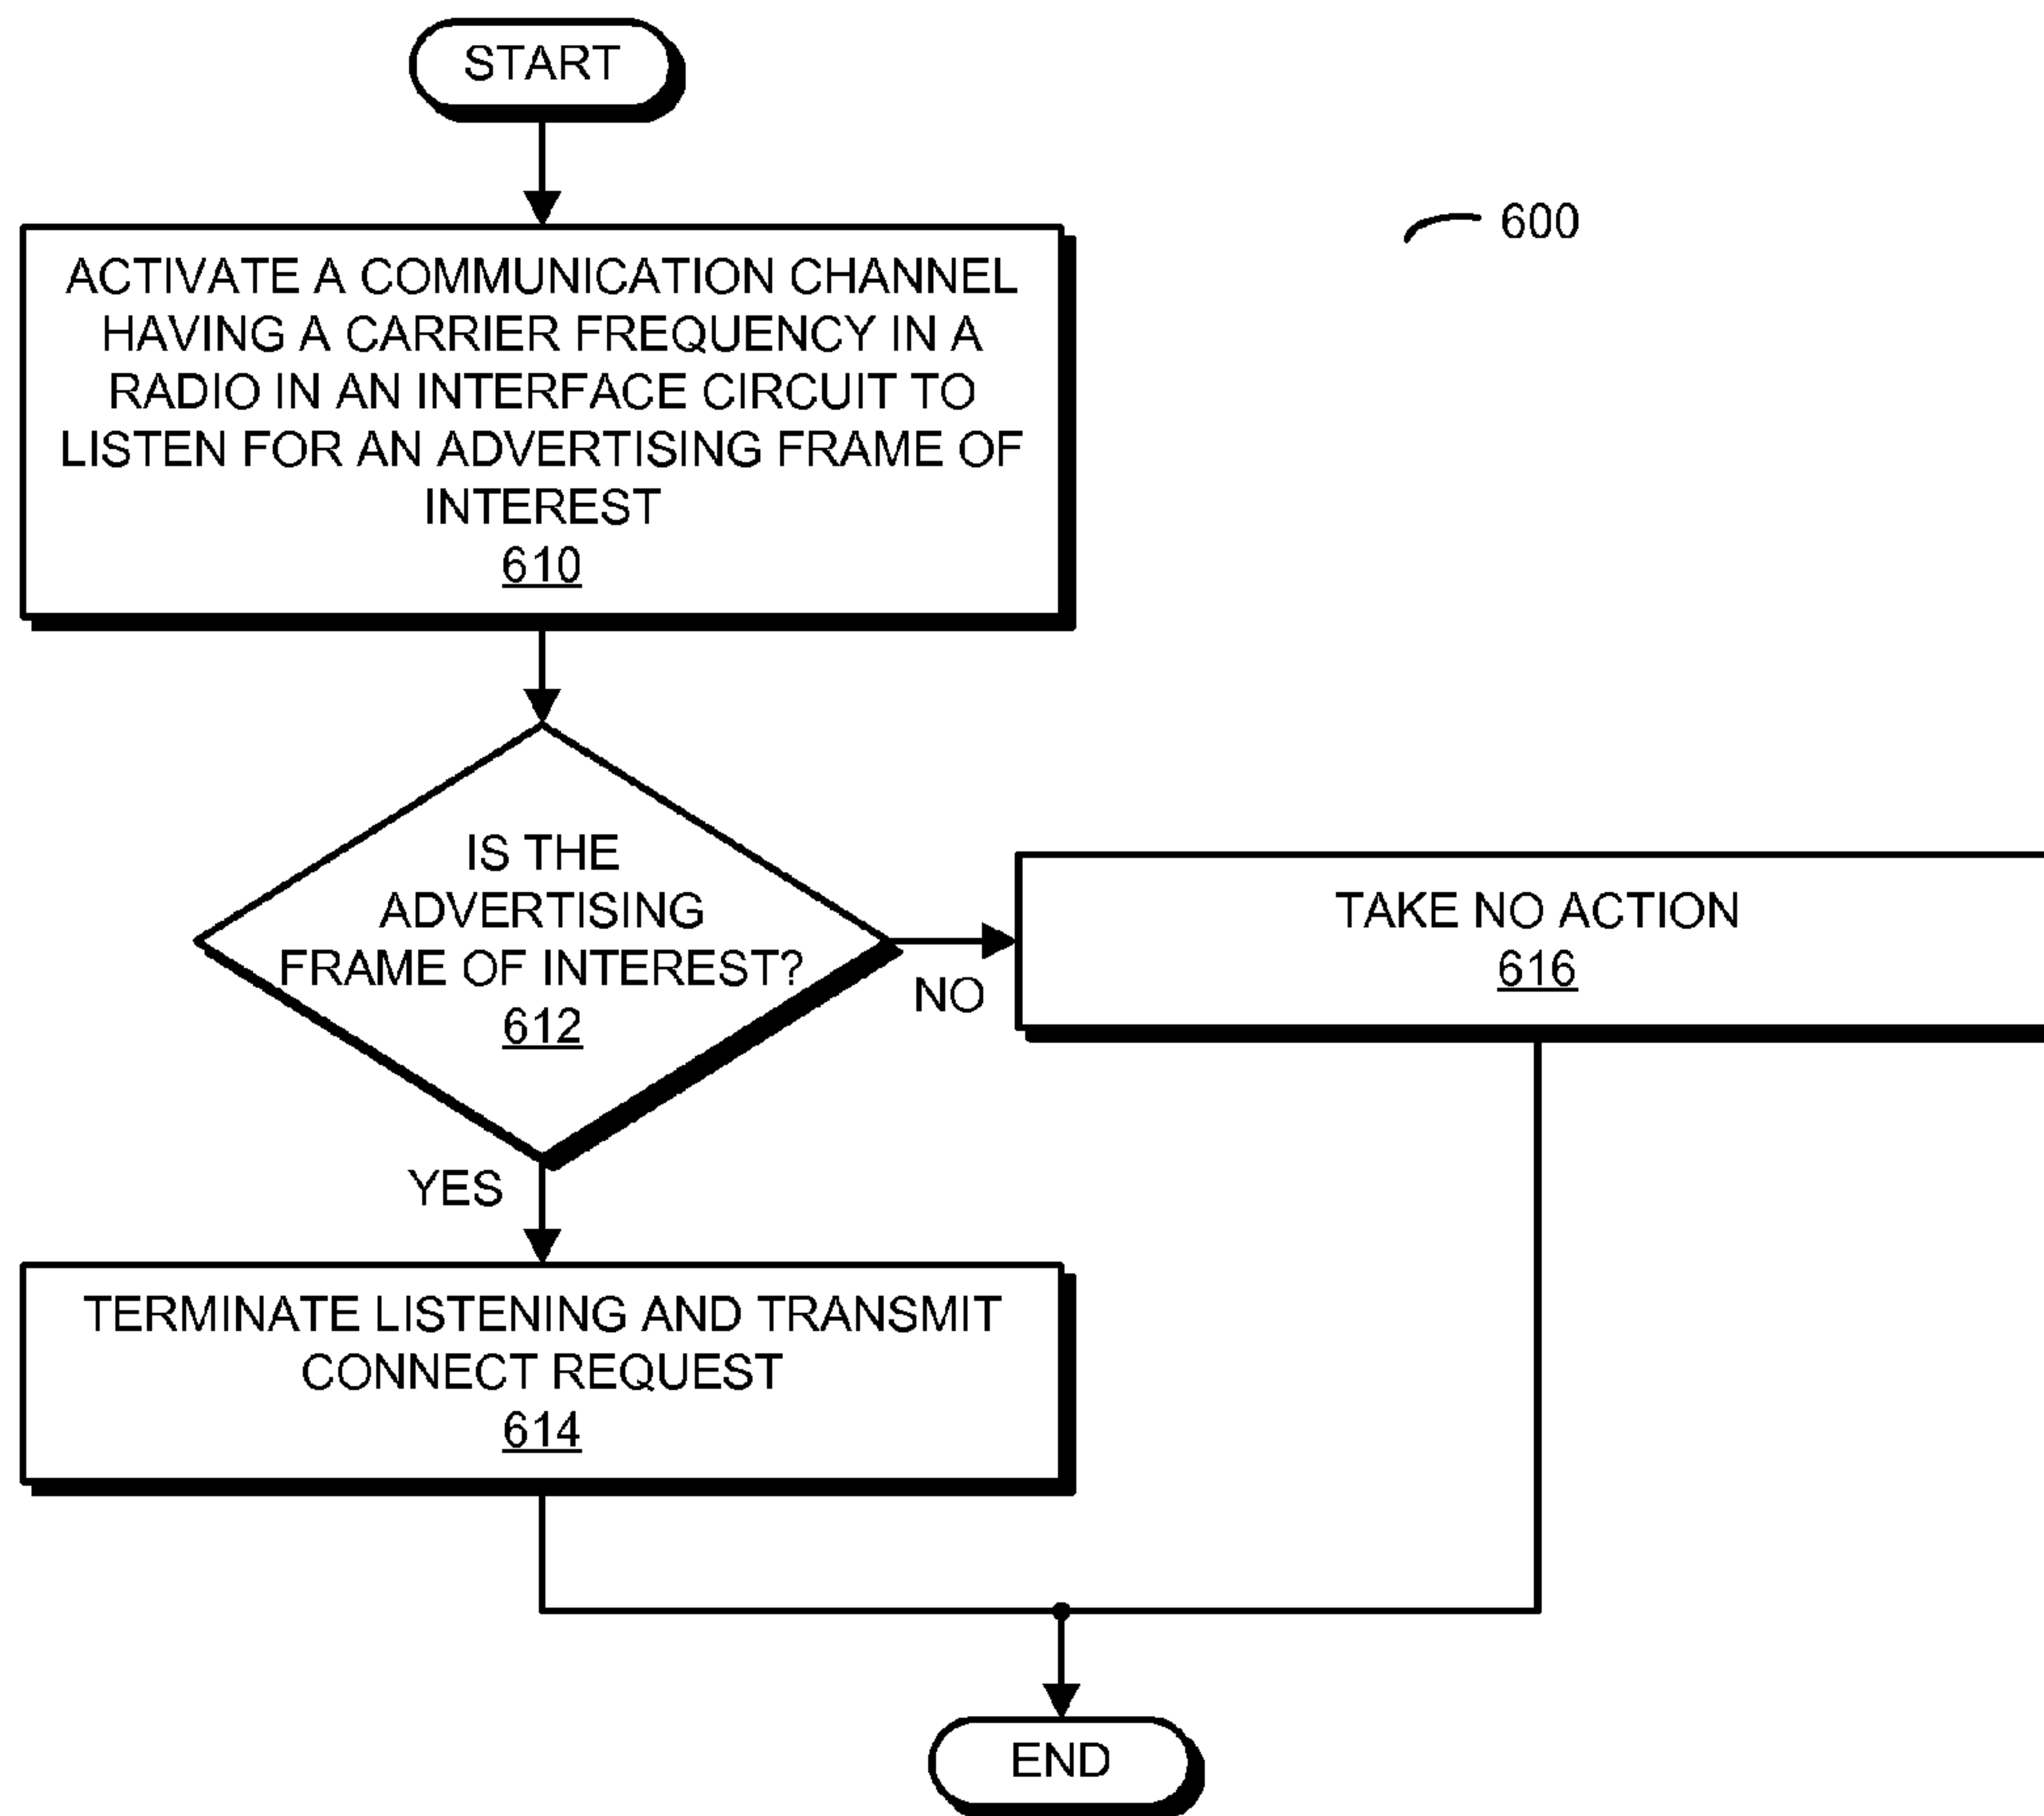 START
600
ACTIVATE A COMMUNICATION CHANNEL
HAVING A CARRIER FREQUENCY IN A
RADIO IN AN INTERFACE CIRCUIT TO
LISTEN FOR AN ADVERTISING FRAME OF
INTEREST
610
IS THE
ADVERTISING
FRAME OF INTEREST?
612
NO
TAKE NO ACTION
616
YES
TERMINATE LISTENING AND TRANSMIT
CONNECT REQUEST
614
END